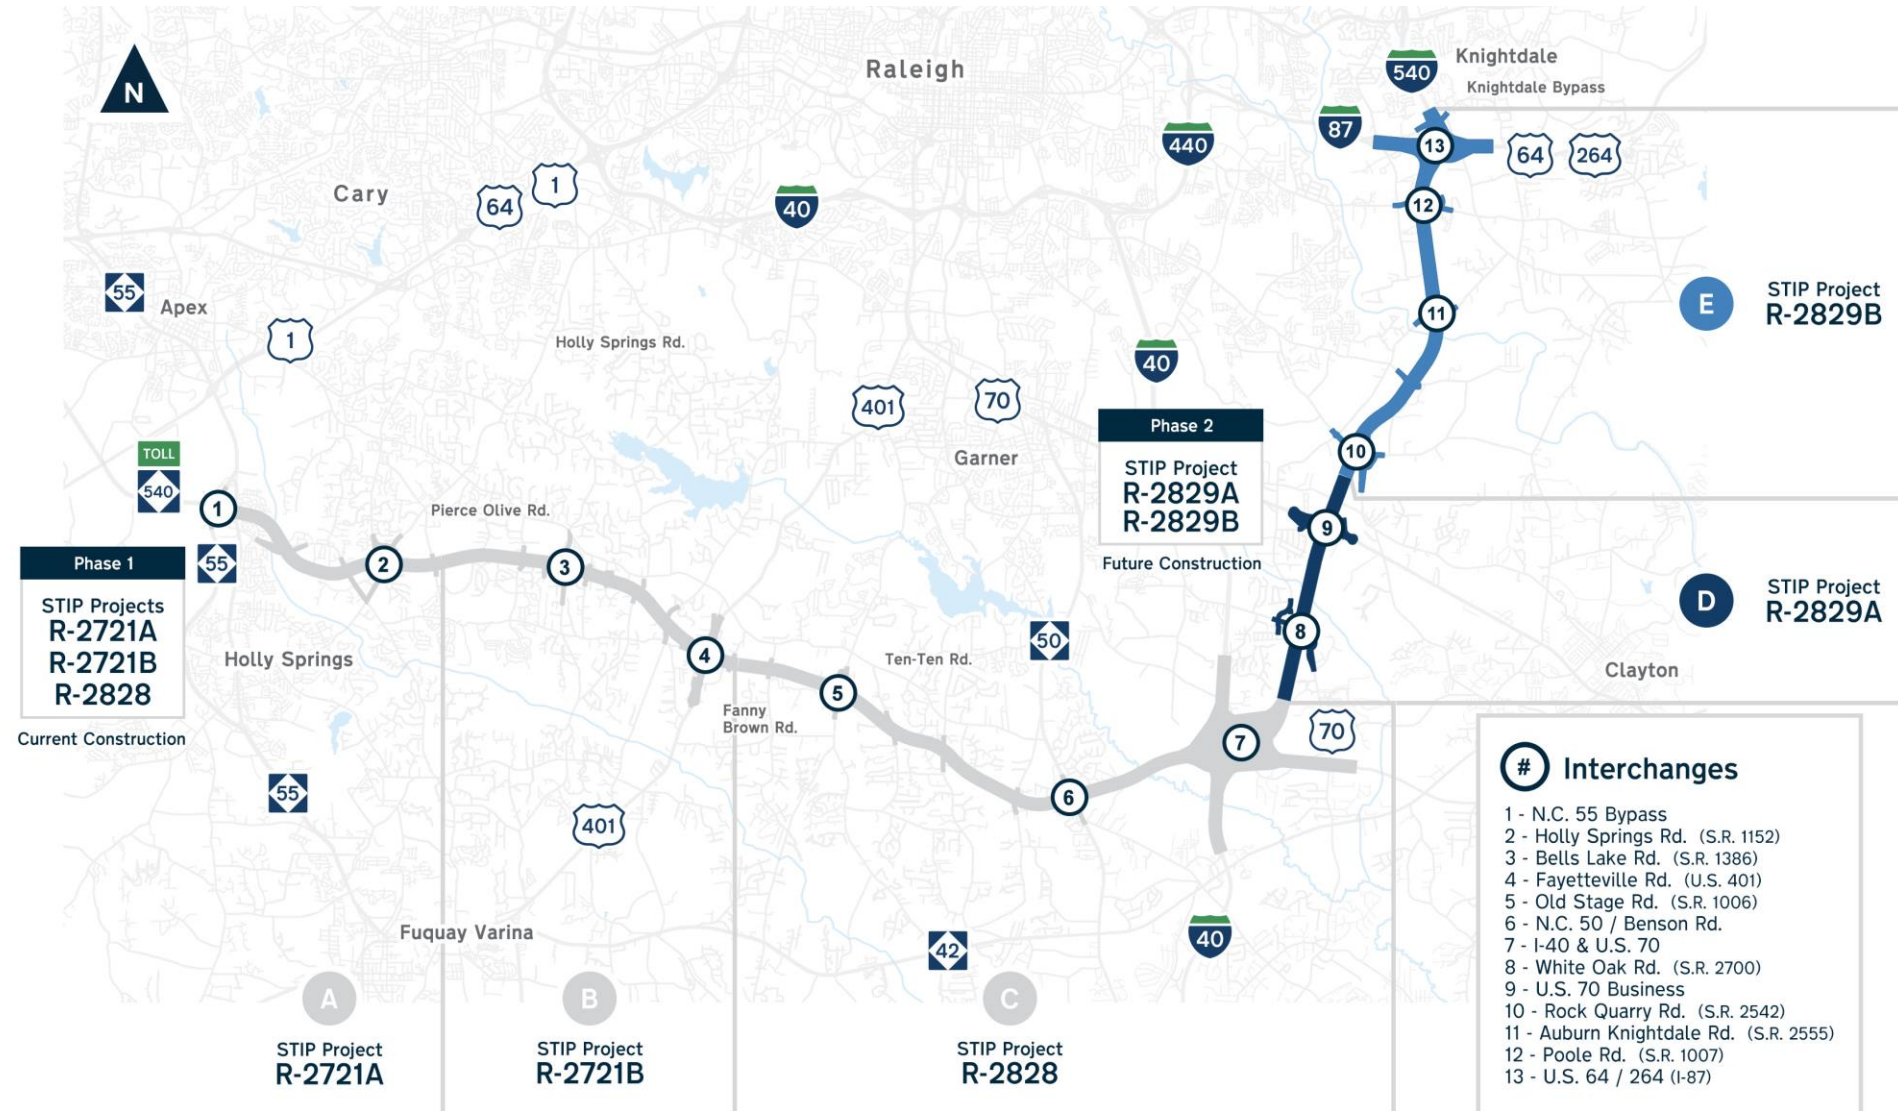 N
Raleigh
540
Knightdale
Knightdale Bypass
87
440
13
64
264
Cary
64
1
40
12
55
Apex
1
Holly Springs Rd.
11
E
STIP Project
R-2829B
40
401
70
Garner
Phase 2
STIP Project
R-2829A
R-2829B
Future Construction
10
TOLL
540
1
Pierce Olive Rd.
9
Phase 1
STIP Projects
R-2721A
R-2721B
R-2828
Current Construction
55
2
3
8
D
STIP Project
R-2829A
Holly Springs
4
Ten-Ten Rd.
50
Clayton
5
Fanny
Brown Rd.
7
70
6
55
401
# Interchanges
1 - N.C. 55 Bypass
2 - Holly Springs Rd. (S.R. 1152)
3 - Bells Lake Rd. (S.R. 1386)
4 - Fayetteville Rd. (U.S. 401)
5 - Old Stage Rd. (S.R. 1006)
6 - N.C. 50 / Benson Rd.
7 - I-40 & U.S. 70
8 - White Oak Rd. (S.R. 2700)
9 - U.S. 70 Business
10 - Rock Quarry Rd. (S.R. 2542)
11 - Auburn Knightdale Rd. (S.R. 2555)
12 - Poole Rd. (S.R. 1007)
13 - U.S. 64 / 264 (I-87)
Fuquay Varina
42
40
A
STIP Project
R-2721A
B
STIP Project
R-2721B
C
STIP Project
R-2828